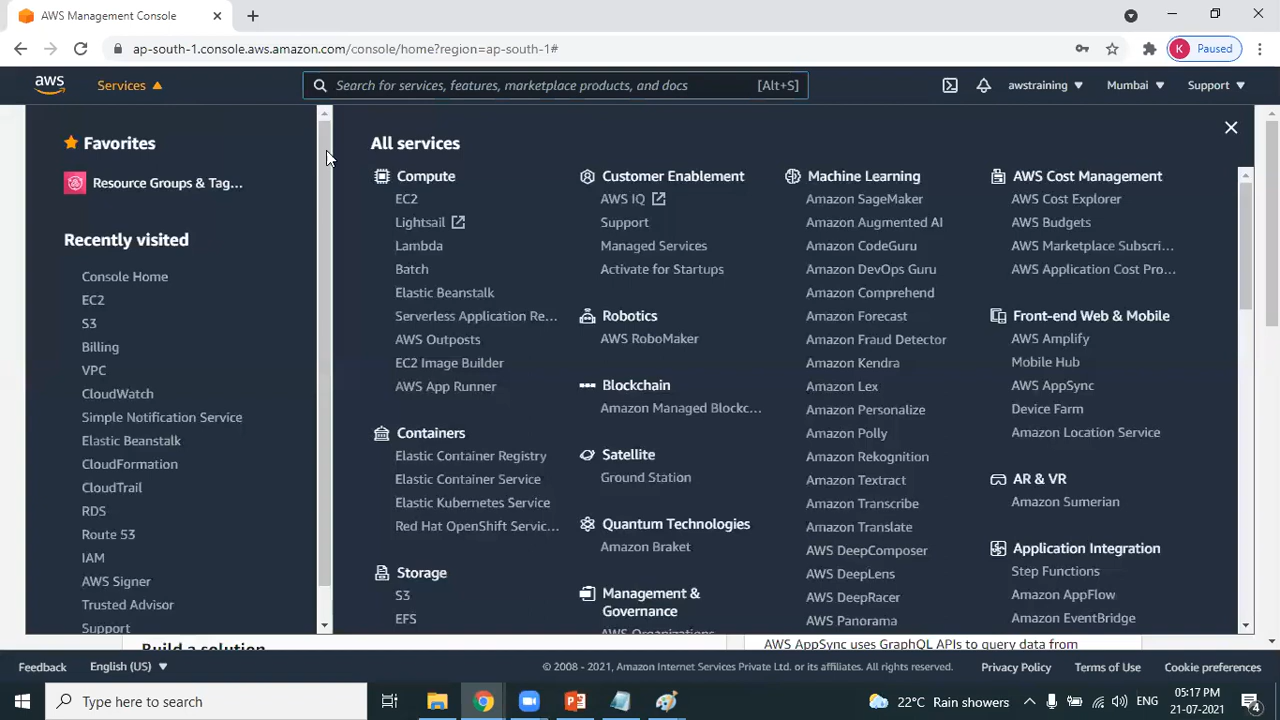 AWS Management Console
ap-south-1.console.aws.amazon.com/console/home?region=ap-south-1#
K Paused
aws
Services
Search for services, features, marketplace products, and docs [Alt+S]
awstraining
Mumbai
Support
Favorites
Resource Groups & Tag...
Recently visited
Console Home
EC2
S3
Billing
VPC
CloudWatch
Simple Notification Service
Elastic Beanstalk
CloudFormation
CloudTrail
RDS
Route 53
IAM
AWS Signer
Trusted Advisor
Support
All services
Compute
EC2
Lightsail
Lambda
Batch
Elastic Beanstalk
Serverless Application Re...
AWS Outposts
EC2 Image Builder
AWS App Runner
Containers
Elastic Container Registry
Elastic Container Service
Elastic Kubernetes Service
Red Hat OpenShift Servic...
Storage
S3
EFS
Customer Enablement
AWS IQ
Support
Managed Services
Activate for Startups
Robotics
AWS RoboMaker
Blockchain
Amazon Managed Blockc...
Satellite
Ground Station
Quantum Technologies
Amazon Braket
Management &
Governance
AWS Organizations
Machine Learning
Amazon SageMaker
Amazon Augmented AI
Amazon CodeGuru
Amazon DevOps Guru
Amazon Comprehend
Amazon Forecast
Amazon Fraud Detector
Amazon Kendra
Amazon Lex
Amazon Personalize
Amazon Polly
Amazon Rekognition
Amazon Textract
Amazon Transcribe
Amazon Translate
AWS DeepComposer
AWS DeepLens
AWS DeepRacer
AWS Panorama
AWS Cost Management
AWS Cost Explorer
AWS Budgets
AWS Marketplace Subscri...
AWS Application Cost Pro...
Front-end Web & Mobile
AWS Amplify
Mobile Hub
AWS AppSync
Device Farm
Amazon Location Service
AR & VR
Amazon Sumerian
Application Integration
Step Functions
Amazon AppFlow
Amazon EventBridge
Build a solution
AWS AppSync uses GraphQL APIs to query data from
Feedback
English (US)
© 2008 - 2021, Amazon Internet Services Private Ltd. or its affiliates. All rights reserved.
Privacy Policy
Terms of Use
Cookie preferences
Type here to search
22°C Rain showers
ENG
05:17 PM
21-07-2021
4